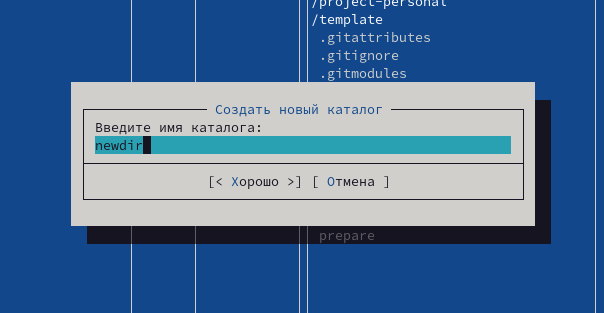 /project-personal
/template
.gitattributes
.gitignore
.gitmodules
Создать новый каталог
Введите имя каталога:
newdir
[< Хорошо >] [ Отмена ]
prepare